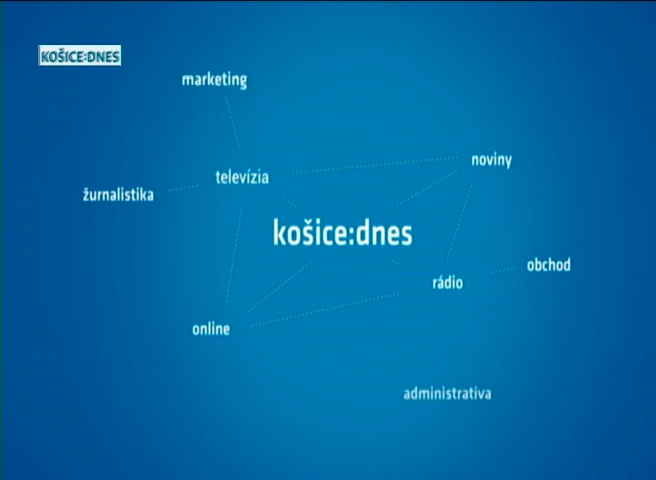 KOŠICE:DNES
marketing
noviny
televízia
žurnalistika
košice:dnes
obchod
rádio
online
administrativa